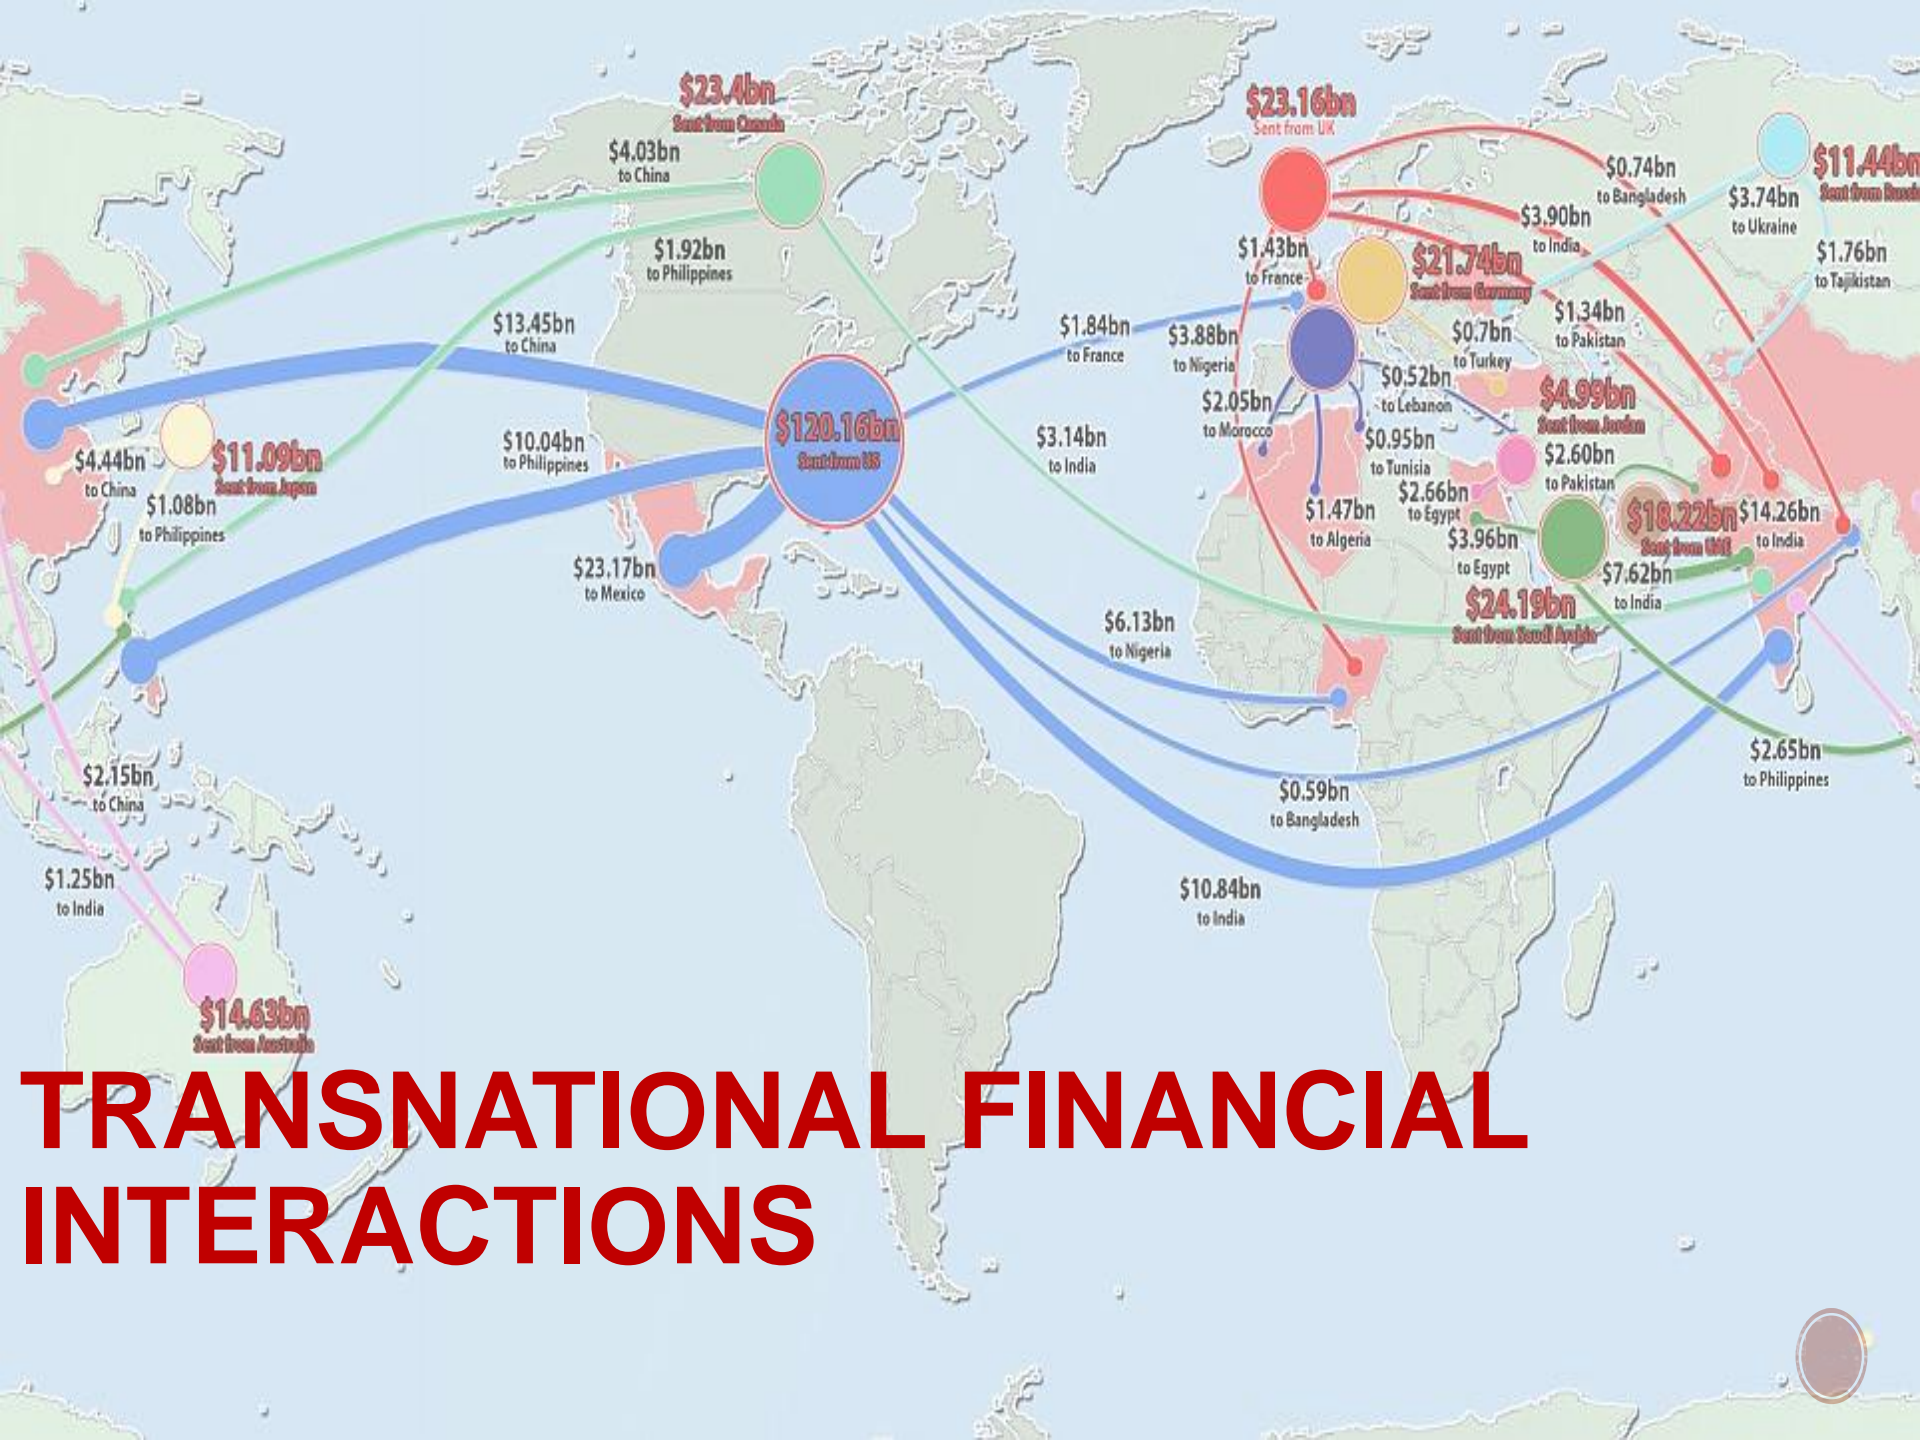 $23.4bn
Sent from Canada
$4.03bn
to China
$1.92bn
to Philippines
$13.45bn
to China
$10.04bn
to Philippines
$4.44bn
to China
$11.09bn
Sent from Japan
$1.08bn
to Philippines
$120.16bn
Sent from US
$23.17bn
to Mexico
$2.15bn
to China
$1.25bn
to India
$14.63bn
Sent from Australia
$1.84bn
to France
$3.14bn
to India
$6.13bn
to Nigeria
$0.59bn
to Bangladesh
$10.84bn
to India
$23.16bn
Sent from UK
$1.43bn
to France
$3.88bn
to Nigeria
$0.74bn
to Bangladesh
$3.90bn
to India
$1.34bn
to Pakistan
$21.74bn
Sent from Germany
$0.7bn
to Turkey
$11.44bn
Sent from Russia
$3.74bn
to Ukraine
$1.76bn
to Tajikistan
$2.05bn
to Morocco
$0.52bn
to Lebanon
$0.95bn
to Tunisia
$1.47bn
to Algeria
$4.99bn
Sent from Jordan
$2.66bn
to Egypt
$2.60bn
to Pakistan
$3.96bn
to Egypt
$18.22bn
Sent from UAE
$14.26bn
to India
$7.62bn
to India
$24.19bn
Sent from Saudi Arabia
$2.65bn
to Philippines
TRANSNATIONAL FINANCIAL
INTERACTIONS